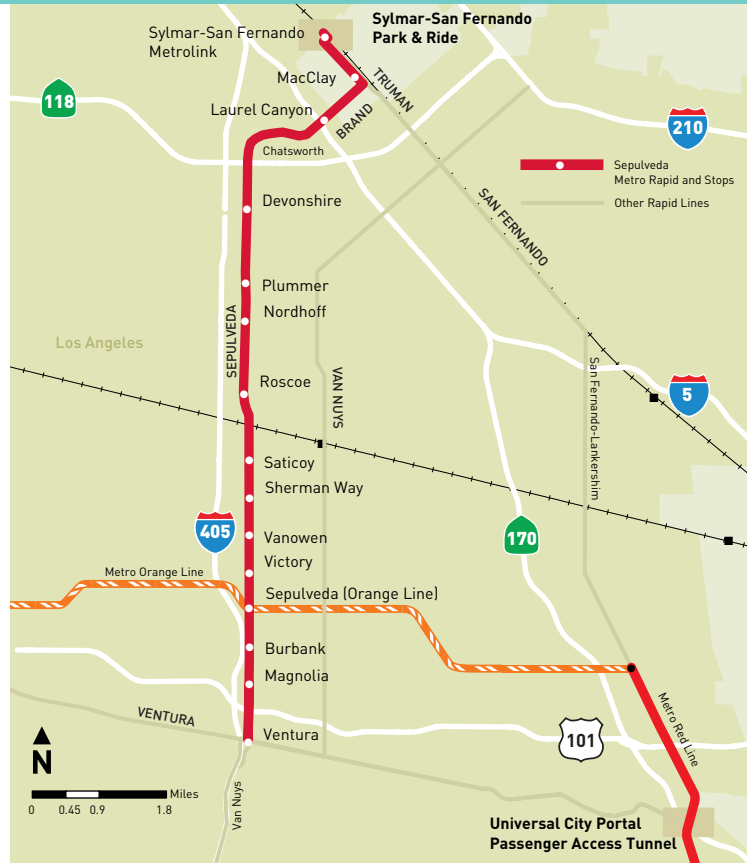 Sylmar-San Fernando
Metrolink
Sylmar-San Fernando
Park & Ride
MacClay
TRUMAN
118
Laurel Canyon
BRAND
210
Chatsworth
Sepulveda
Metro Rapid and Stops
Other Rapid Lines
Devonshire
SAN FERNANDO
Plummer
Nordhoff
SEPULVEDA
Los Angeles
Roscoe
VAN NUYS
San Fernando-Lankershim
5
Saticoy
Sherman Way
405
Vanowen
170
Victory
Metro Orange Line
Sepulveda (Orange Line)
Burbank
Magnolia
Metro Red Line
VENTURA
Ventura
101
N
Miles
0 0.45 0.9 1.8
Van Nuys
Universal City Portal
Passenger Access Tunnel